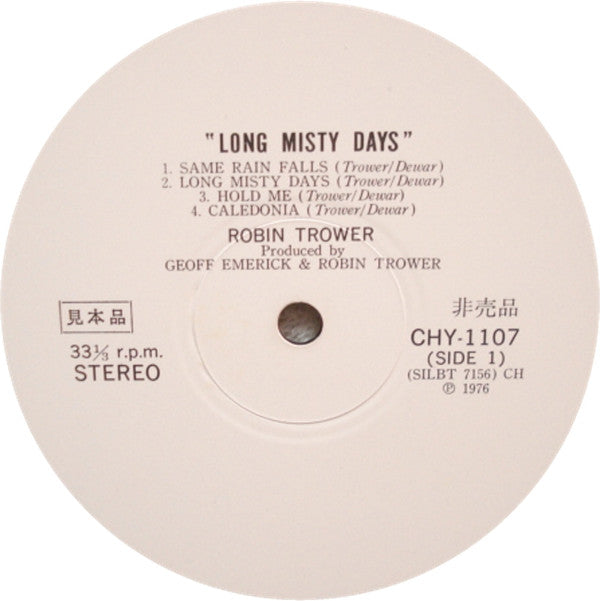 "LONG MISTY DAYS"
1. SAME RAIN FALLS (Trower/Dewar)
2. LONG MISTY DAYS (Trower/Dewar)
3. HOLD ME (Trower/Dewar)
4. CALEDONIA (Trower/Dewar)
ROBIN TROWER
Produced by
GEOFF EMERICK & ROBIN TROWER
見本品
33⅓ r.p.m.
STEREO
非売品
CHY-1107
(SIDE 1)
(SILBT 7156) CH
℗ 1976